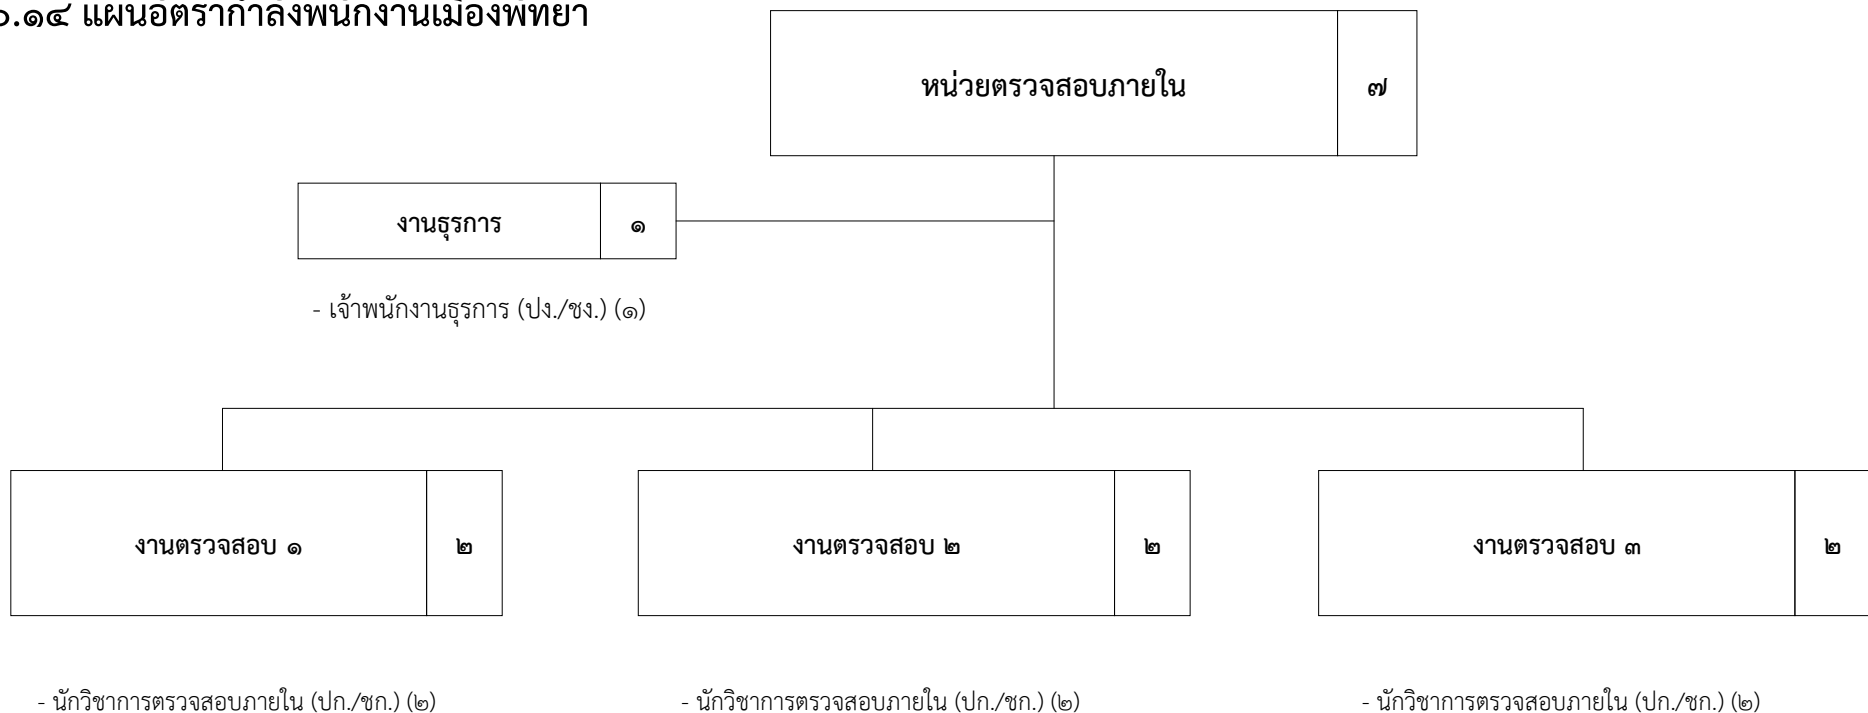 ๐.๑๔ แผนอัตรากำลังพนักงานเมืองพัทยา
หน่วยตรวจสอบภายใน ๗
งานธุรการ ๑
- เจ้าพนักงานธุรการ (ปง./ชง.) (๑)
งานตรวจสอบ ๑ ๒ งานตรวจสอบ ๒ ๒ งานตรวจสอบ ๓ ๒
- นักวิชาการตรวจสอบภายใน (ปก./ชก.) (๒) - นักวิชาการตรวจสอบภายใน (ปก./ชก.) (๒) - นักวิชาการตรวจสอบภายใน (ปก./ชก.) (๒)